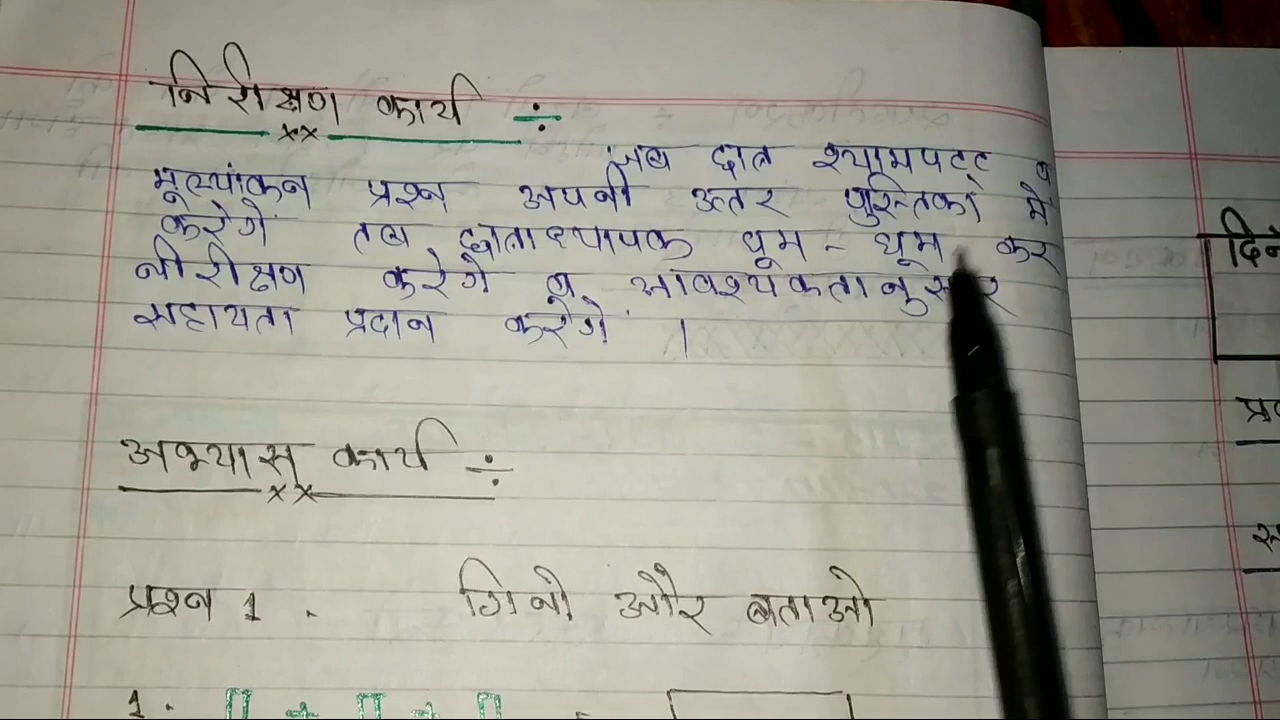 निरीक्षण कार्य ÷
जब छात्र श्यामपट्ट व
मूल्यांकन प्रश्न अपनी उत्तर पुस्तिका में
करेगें तब छात्राध्यापक घूम - घूम कर
नीरीक्षण करेगें व आवश्यकतानुसार
सहायता प्रदान करेगें ।
अभ्यास कार्य ÷
प्रश्न 1 . गिनो और बताओ
1 .